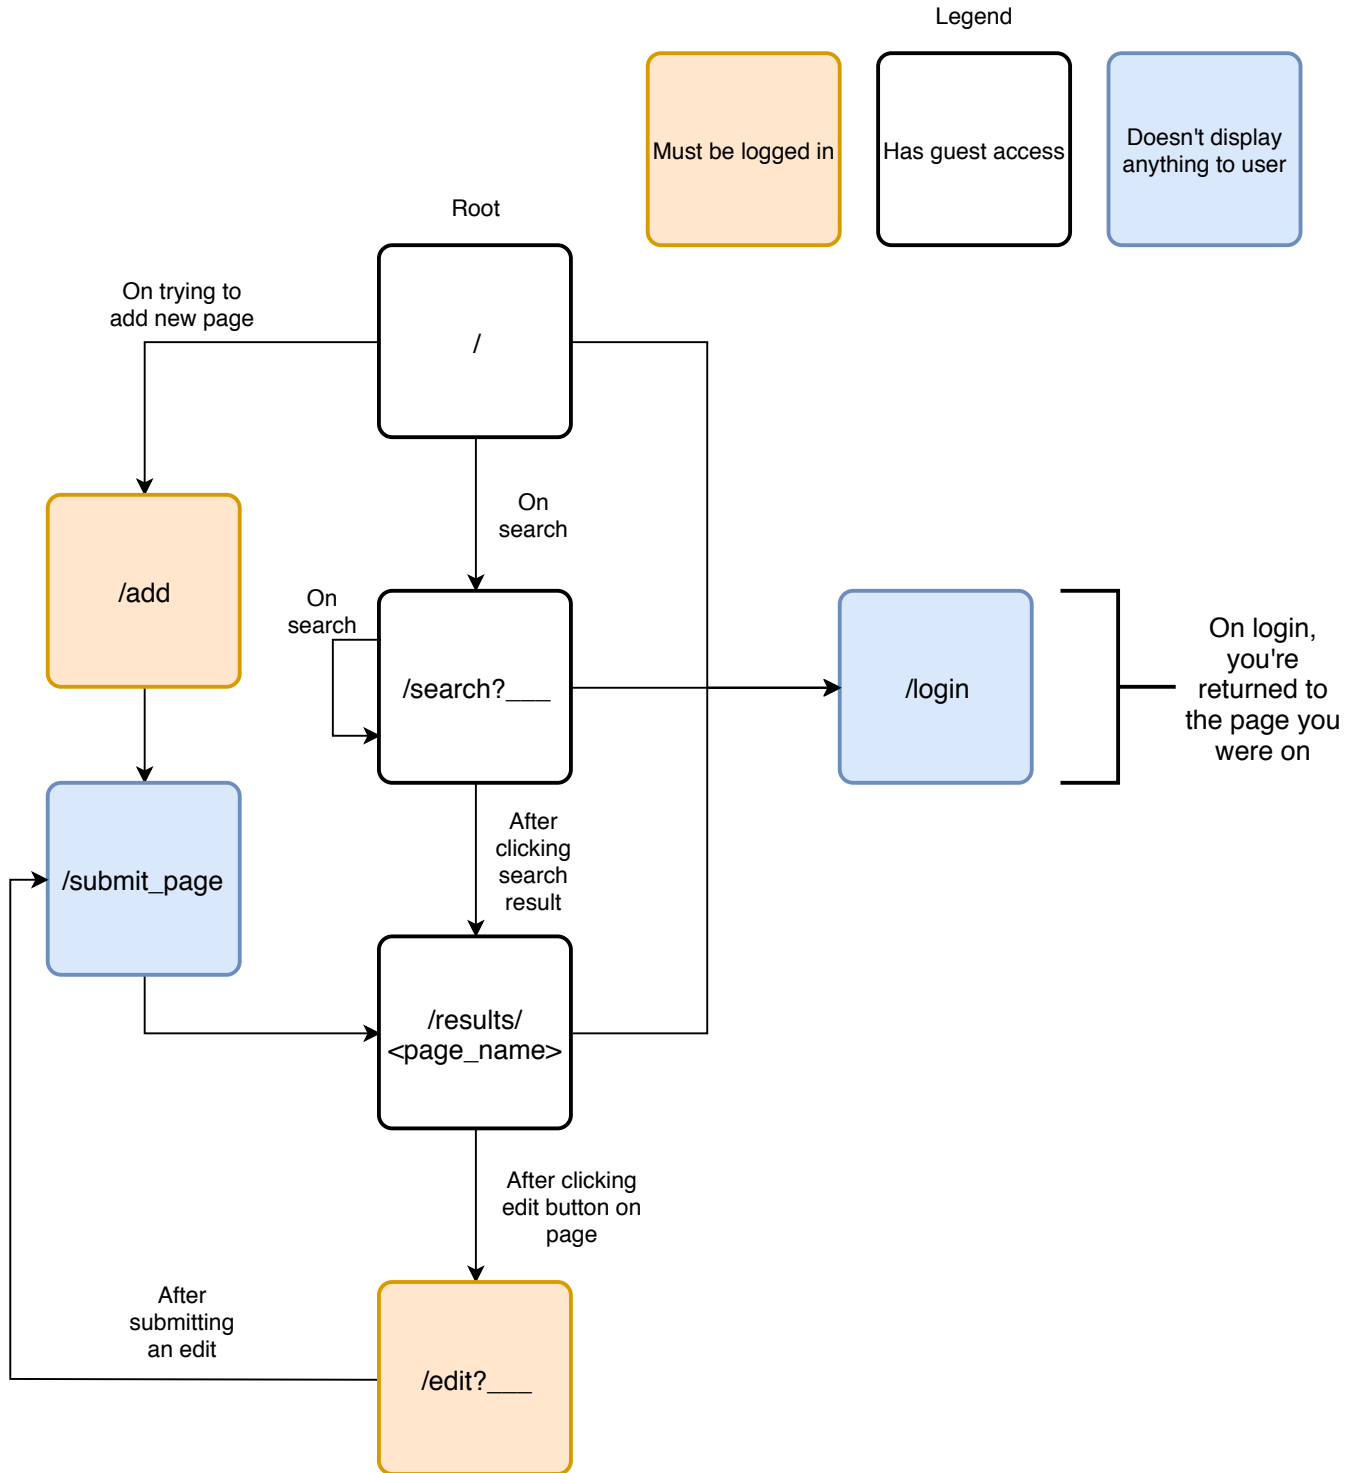 Legend
Must be logged in
Has guest access
Doesn't display
anything to user
Root
/
On trying to
add new page
On
search
/add
On
search
/search?___
/login
On login,
you're
returned to
the page you
were on
/submit_page
After
clicking
search
result
/results/
<page_name>
After clicking
edit button on
page
After
submitting
an edit
/edit?___